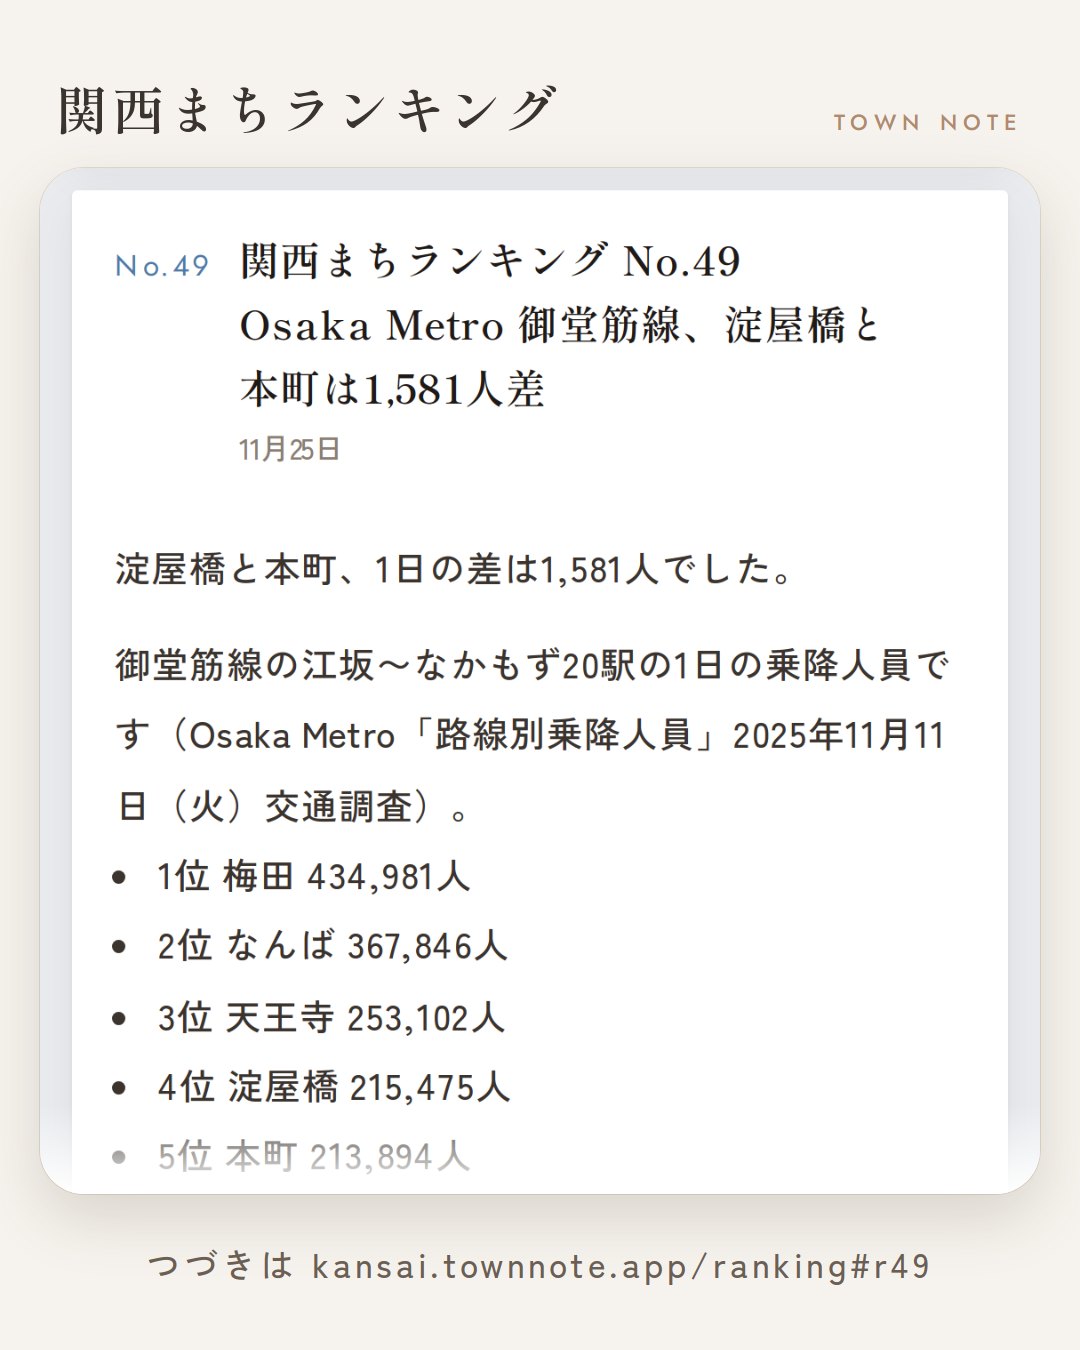 関西まちランキング
TOWN NOTE
No.49
関西まちランキング No.49
Osaka Metro 御堂筋線、淀屋橋と
本町は1,581人差
11月25日
淀屋橋と本町、1日の差は1,581人でした。
御堂筋線の江坂〜なかもず20駅の1日の乗降人員で
す（Osaka Metro「路線別乗降人員」2025年11月11
日（火）交通調査）。
• 1位 梅田 434,981人
• 2位 なんば 367,846人
• 3位 天王寺 253,102人
• 4位 淀屋橋 215,475人
• 5位 本町 213,894人
つづきは kansai.townnote.app/ranking#r49